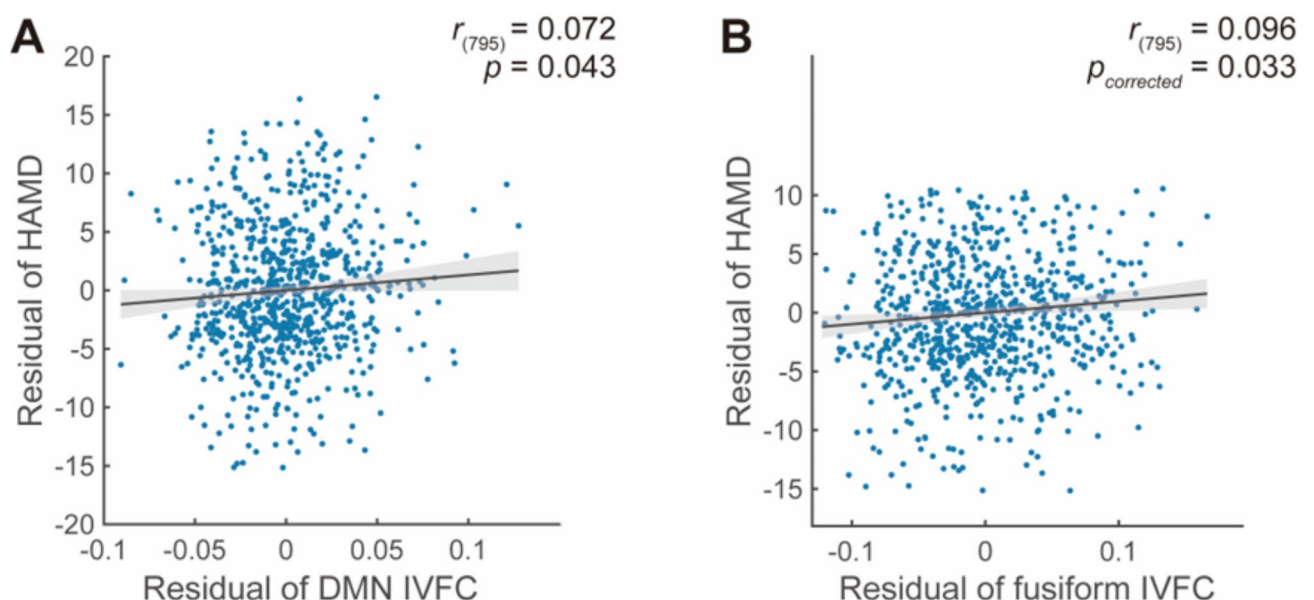 A
r(795) = 0.072
p = 0.043
20
15
10
5
0
-5
-10
-15
-20
-0.1 -0.05 0 0.05 0.1
Residual of HAMD
Residual of DMN IVFC
B
r(795) = 0.096
pcorrected = 0.033
10
5
0
-5
-10
-15
-0.1 0 0.1
Residual of HAMD
Residual of fusiform IVFC